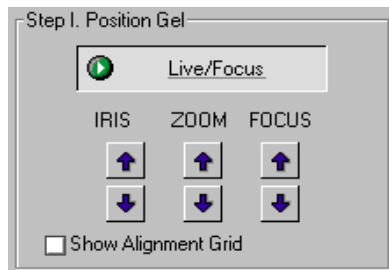 Step I. Position Gel
Live/Focus
IRIS ZOOM FOCUS
Show Alignment Grid